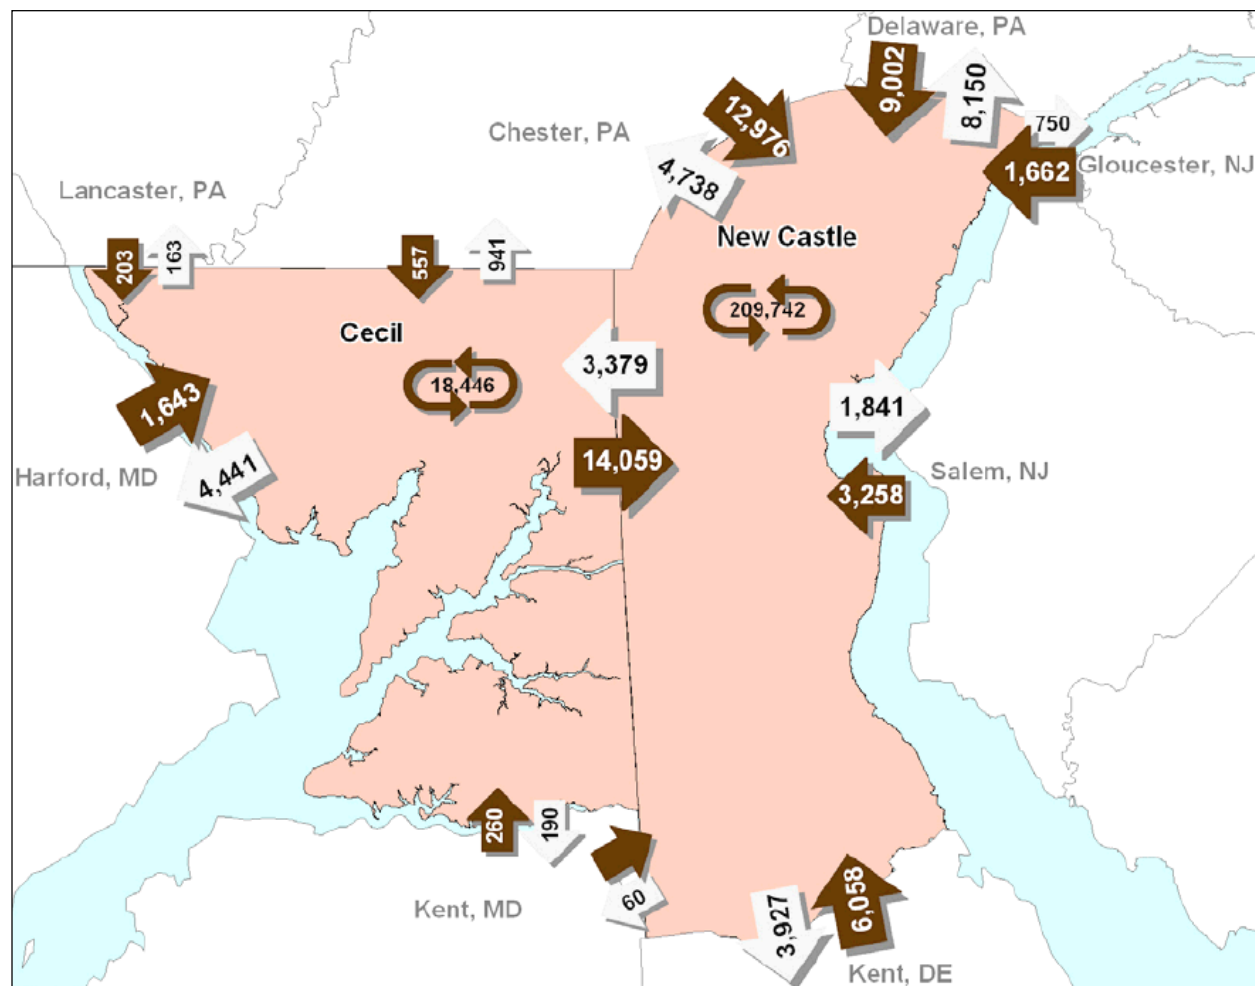 Delaware, PA
9,002
8,150
12,976
750
Chester, PA
4,738
1,662
Gloucester, NJ
Lancaster, PA
203
163
557
941
New Castle
209,742
Cecil
3,379
18,446
1,643
1,841
4,441
14,059
Harford, MD
Salem, NJ
3,258
260
190
60
Kent, MD
3,927
6,058
Kent, DE